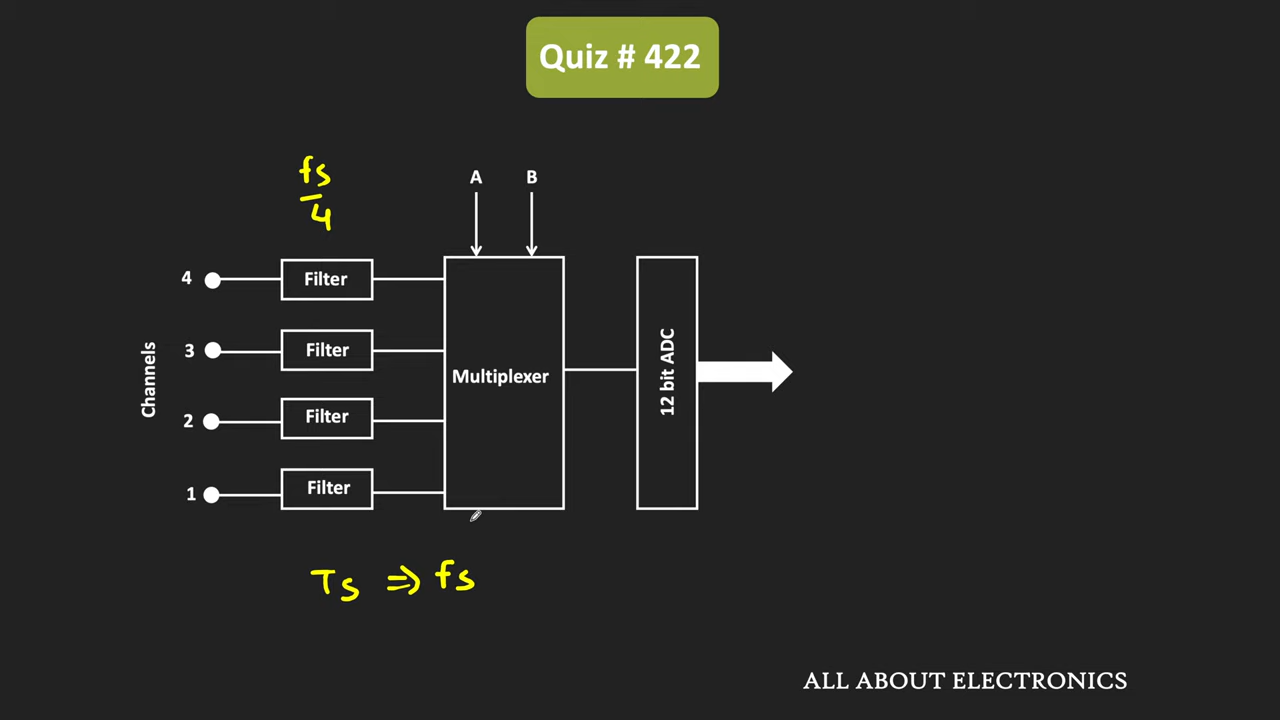 Quiz # 422
fs
4
A B
4 Filter
3 Filter
Channels
Multiplexer
12 bit ADC
2 Filter
1 Filter
Ts ⇒ fs
ALL ABOUT ELECTRONICS